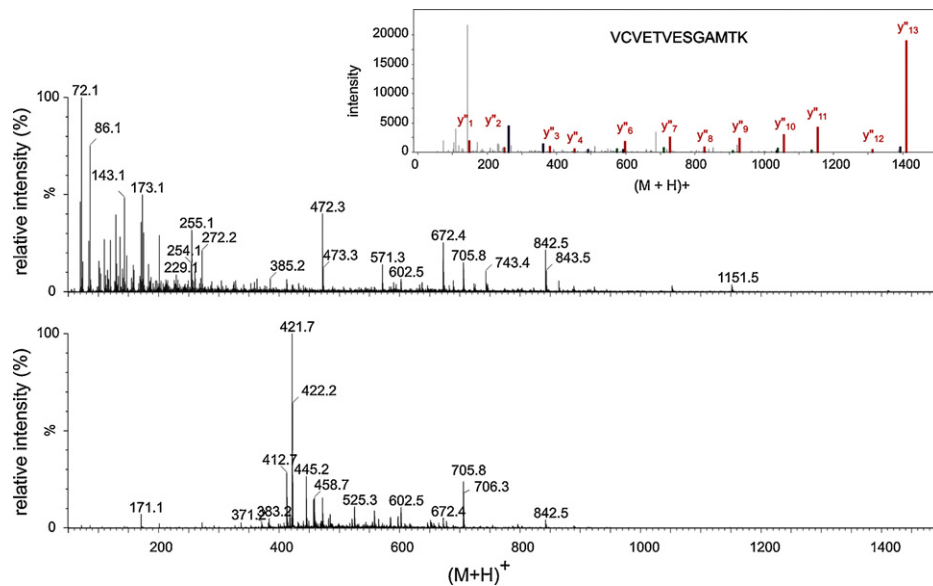 VCVETVESGAMTK
intensity
20000
15000
10000
5000
0
y"1
y"2
y"3
y"4
y"6
y"7
y"8
y"9
y"10
y"11
y"12
y"13
0 200 400 600 800 1000 1200 1400
(M + H)+
relative intensity (%)
100
%
0
72.1
86.1
143.1
173.1
255.1
254.1
272.2
229.1
385.2
472.3
473.3
571.3
602.5
672.4
705.8
743.4
842.5
843.5
1151.5
relative intensity (%)
100
%
0
421.7
422.2
412.7
445.2
458.7
171.1
371.2
383.2
525.3
602.5
672.4
705.8
706.3
842.5
200 400 600 800 1000 1200 1400
(M+H)+